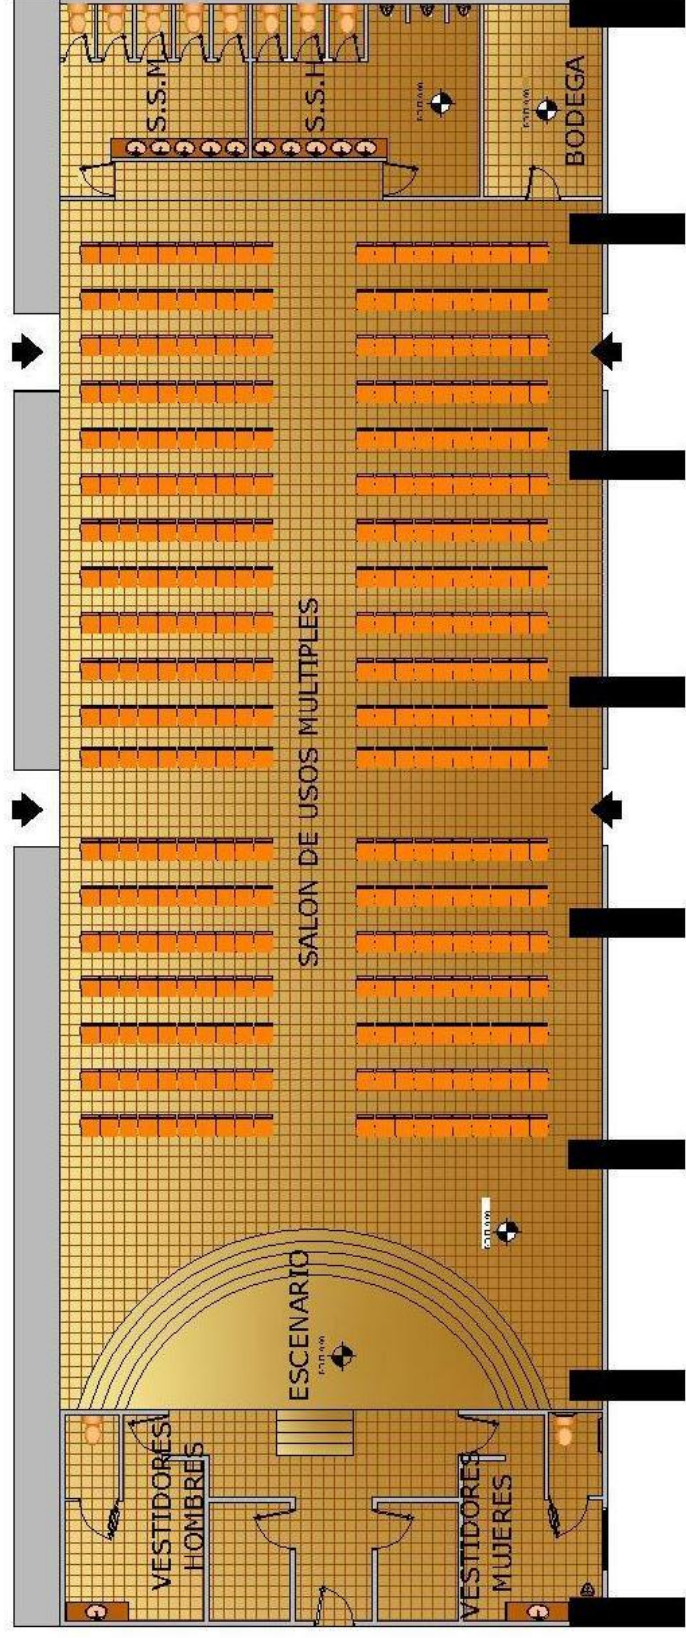 S.S.M
S.S.H
BODEGA
SALON DE USOS MULTIPLES
ESCENARIO
VESTIDORES
HOMBRES
VESTIDORES
MUJERES